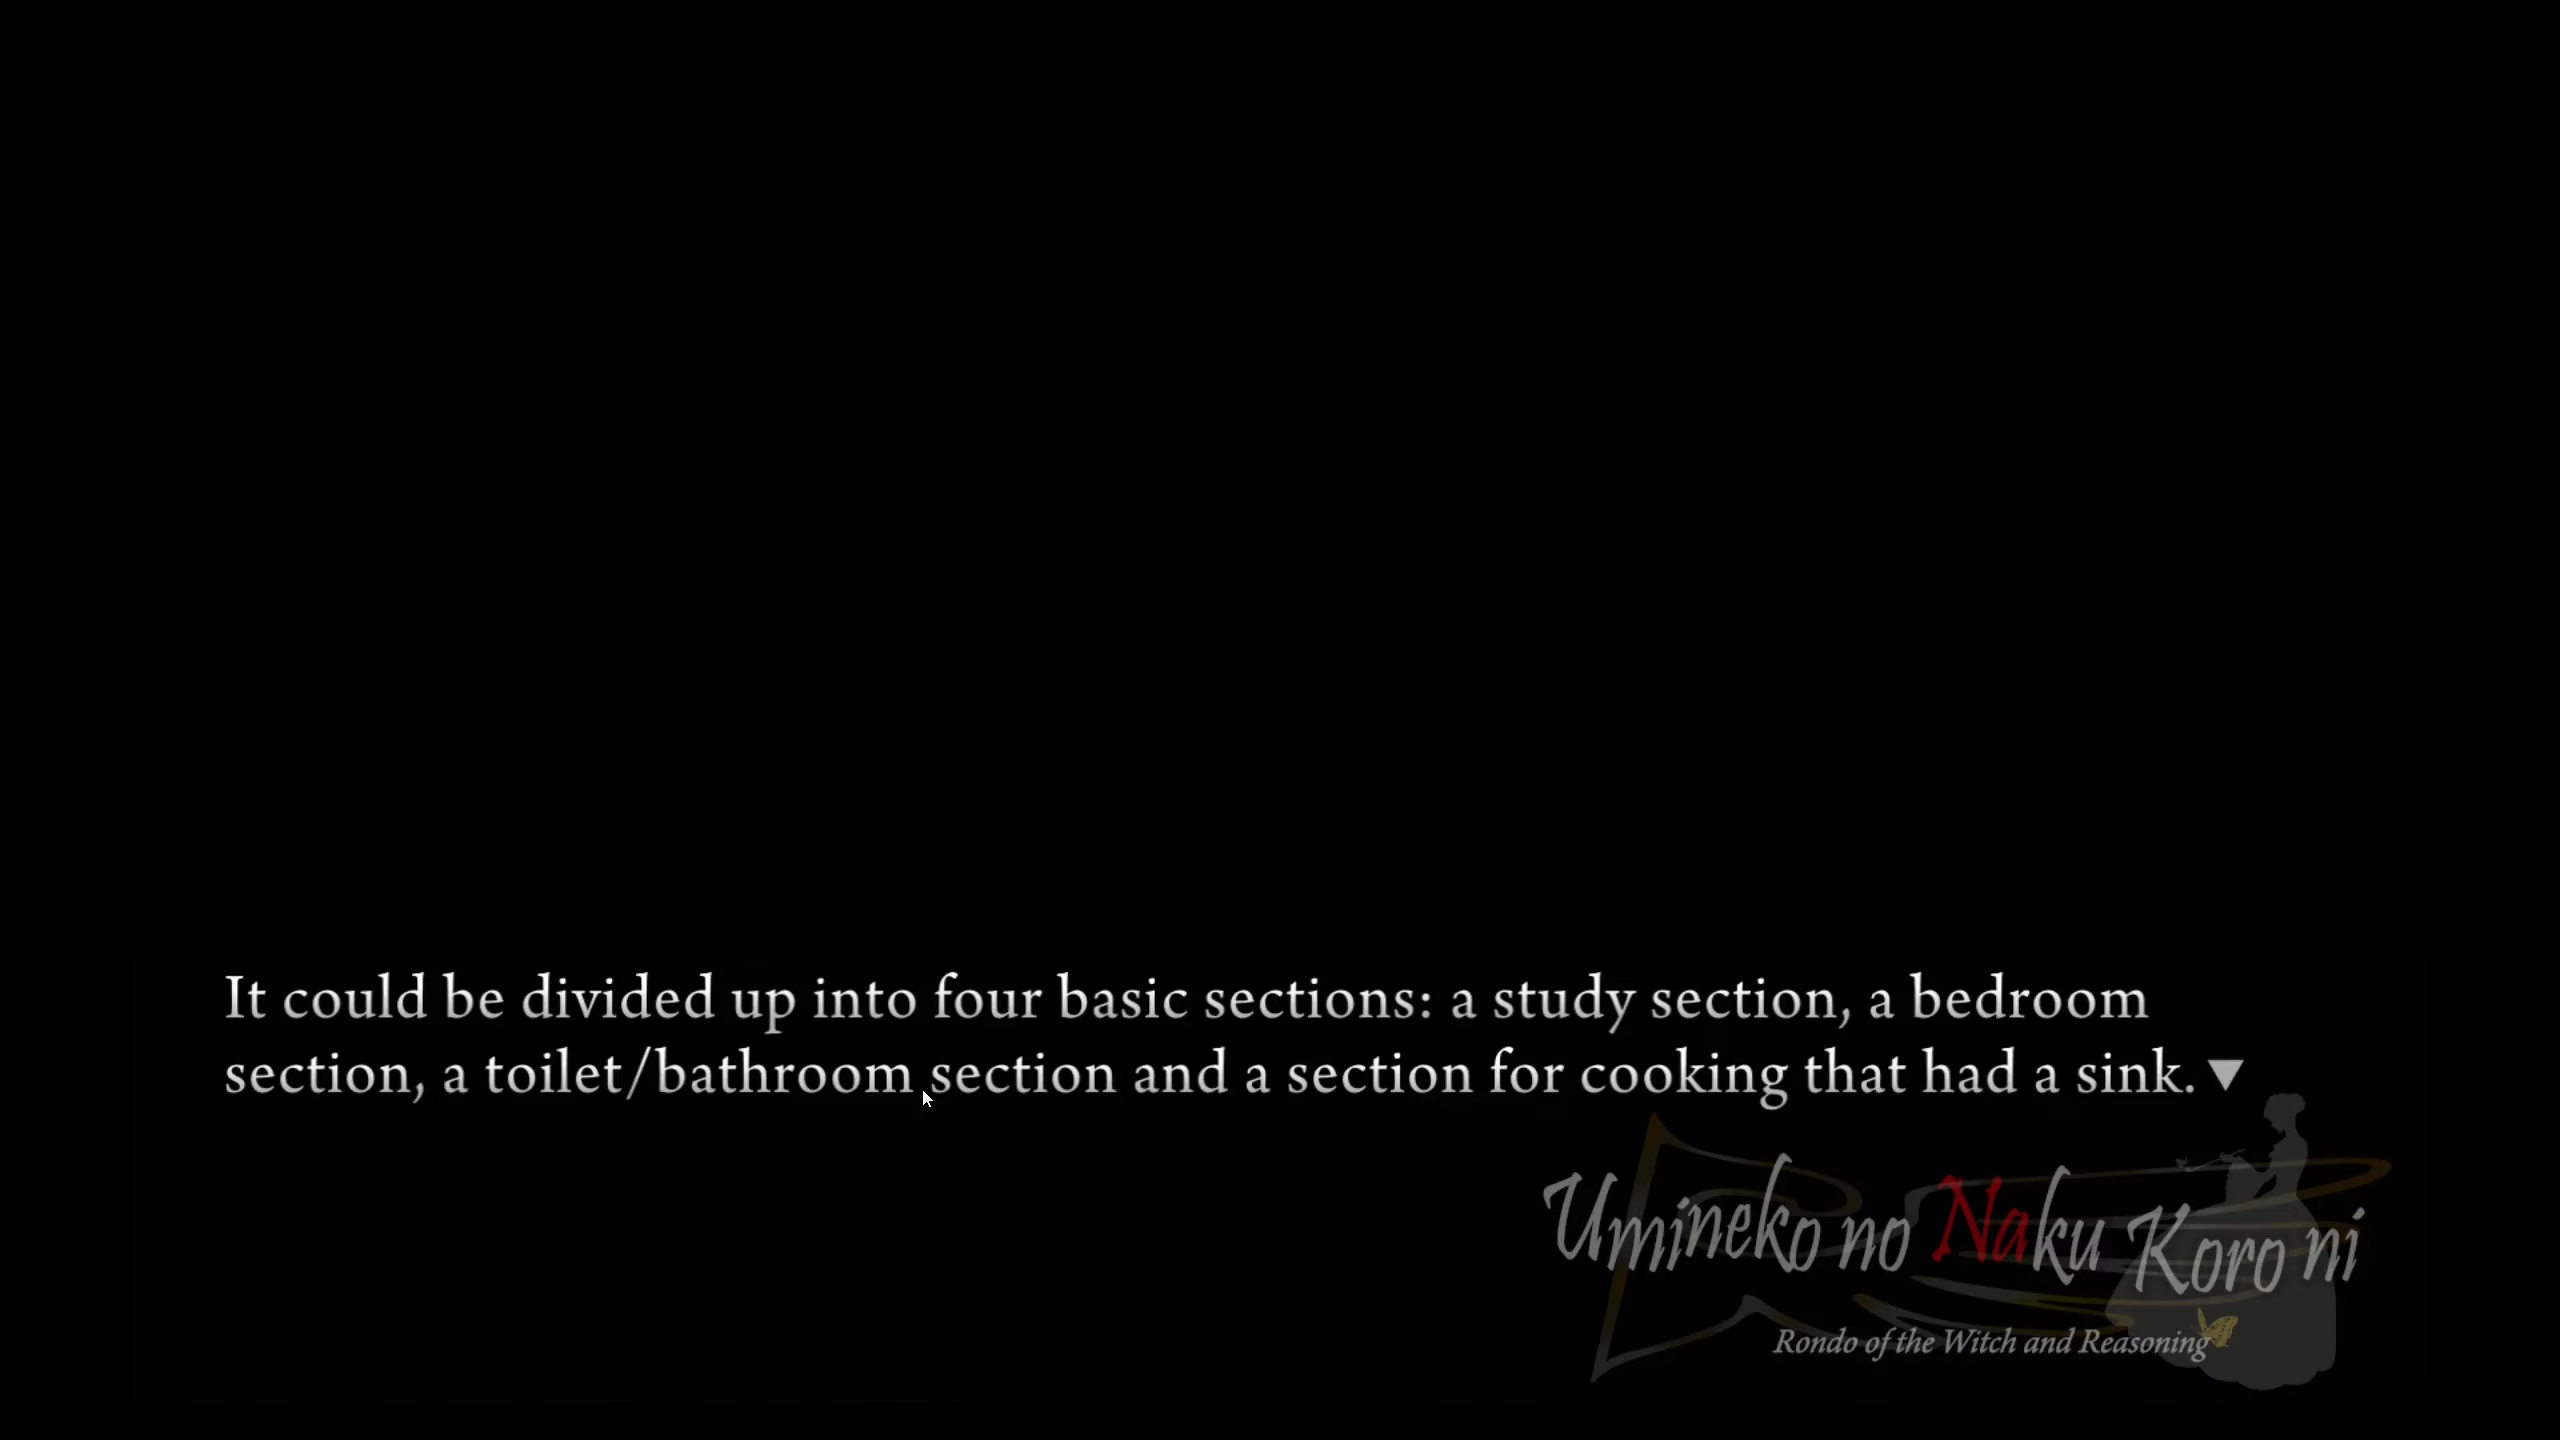 It could be divided up into four basic sections: a study section, a bedroom
section, a toilet/bathroom section and a section for cooking that had a sink.
Umineko no Naku Koro ni
Rondo of the Witch and Reasoning